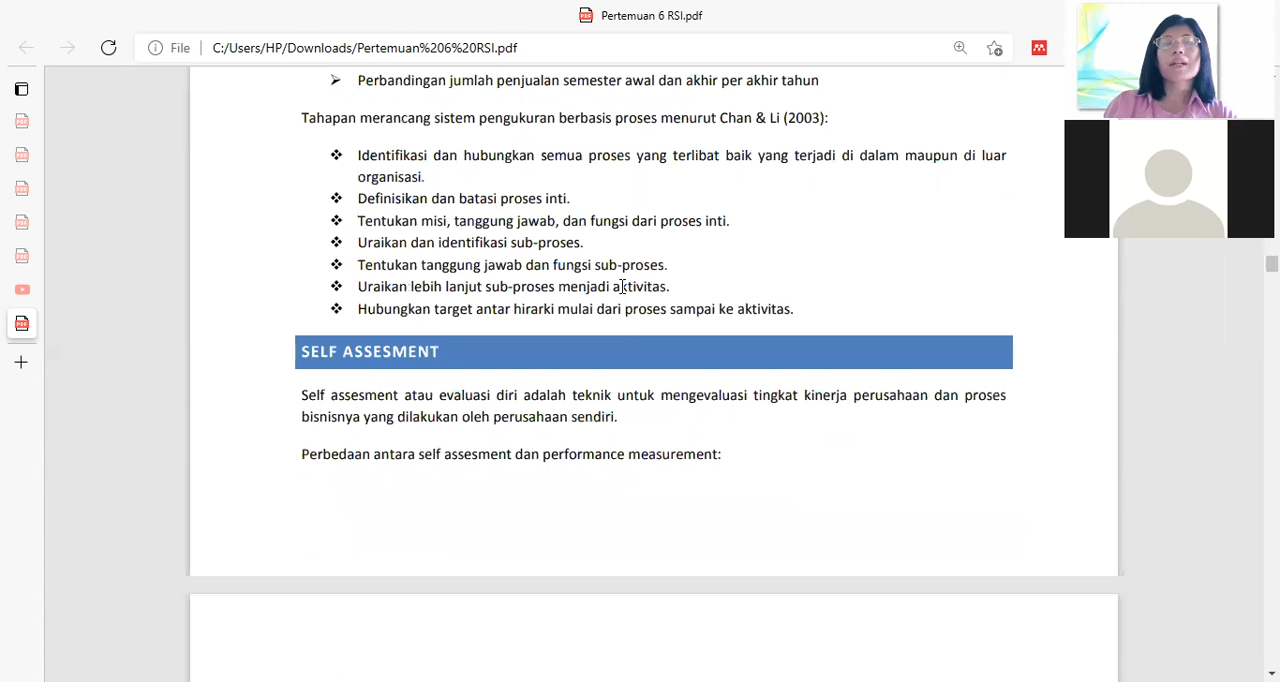 Pertemuan 6 RSI.pdf
File C:/Users/HP/Downloads/Pertemuan%206%20RSI.pdf
➢ Perbandingan jumlah penjualan semester awal dan akhir per akhir tahun
Tahapan merancang sistem pengukuran berbasis proses menurut Chan & Li (2003):
❖ Identifikasi dan hubungkan semua proses yang terlibat baik yang terjadi di dalam maupun di luar
organisasi.
❖ Definisikan dan batasi proses inti.
❖ Tentukan misi, tanggung jawab, dan fungsi dari proses inti.
❖ Uraikan dan identifikasi sub-proses.
❖ Tentukan tanggung jawab dan fungsi sub-proses.
❖ Uraikan lebih lanjut sub-proses menjadi aktivitas.
❖ Hubungkan target antar hirarki mulai dari proses sampai ke aktivitas.
SELF ASSESMENT
Self assesment atau evaluasi diri adalah teknik untuk mengevaluasi tingkat kinerja perusahaan dan proses
bisnisnya yang dilakukan oleh perusahaan sendiri.
Perbedaan antara self assesment dan performance measurement: